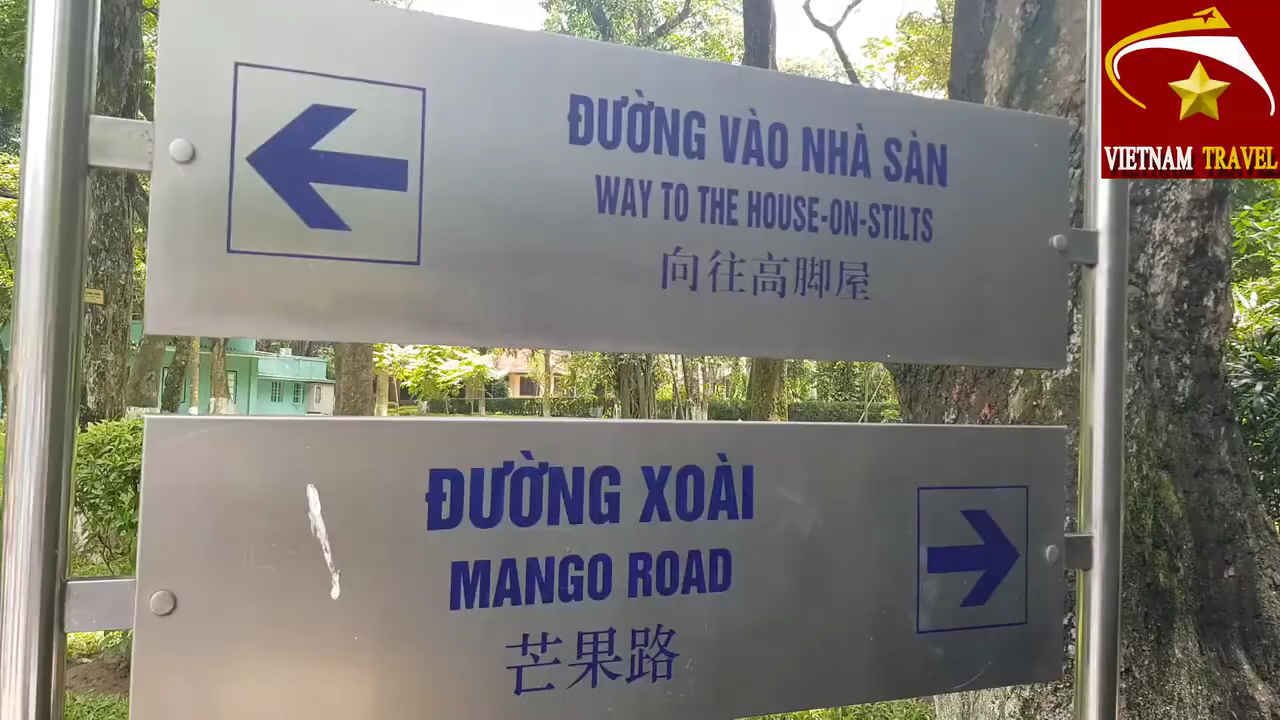 ĐƯỜNG VÀO NHÀ SÀN
WAY TO THE HOUSE-ON-STILTS
向往高脚屋
ĐƯỜNG XOÀI
MANGO ROAD
芒果路
VIETNAM TRAVEL